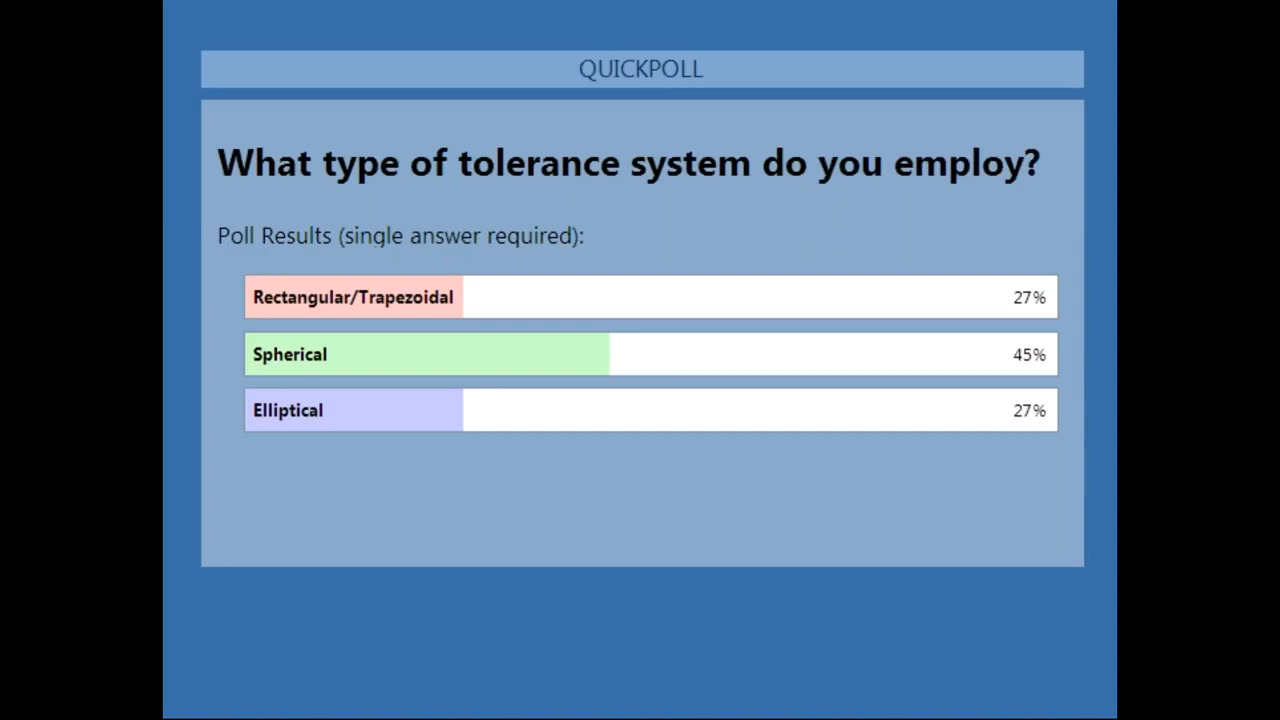 QUICKPOLL
What type of tolerance system do you employ?
Poll Results (single answer required):
Rectangular/Trapezoidal 27%
Spherical 45%
Elliptical 27%